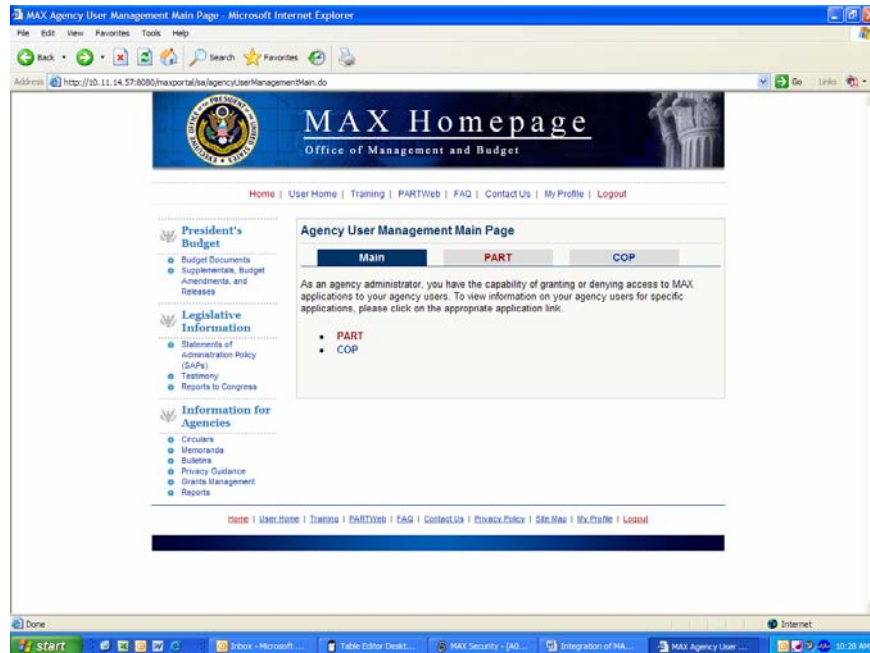 MAX Agency User Management Main Page - Microsoft Internet Explorer
File Edit View Favorites Tools Help
Back Search Favorites
Address http://10.11.14.57:8080/maxportal/sa/agencyUserManagementMain.do Go Links
MAX Homepage
Office of Management and Budget
Home | User Home | Training | PARTWeb | FAQ | Contact Us | My Profile | Logout
President's
Budget
Budget Documents
Supplementals, Budget
Amendments, and
Releases
Legislative
Information
Statements of
Administration Policy
(SAPs)
Testimony
Reports to Congress
Information for
Agencies
Circulars
Memoranda
Bulletins
Privacy Guidance
Grants Management
Reports
Agency User Management Main Page
Main PART COP
As an agency administrator, you have the capability of granting or denying access to MAX
applications to your agency users. To view information on your agency users for specific
applications, please click on the appropriate application link.
PART
COP
Home | User Home | Training | PARTWeb | FAQ | Contact Us | Privacy Policy | Site Map | My Profile | Logout
Done Internet
start Inbox - Microsoft ... Table Editor Deskt... MAX Security - [AG... Integration of MA... MAX Agency User ... 10:28 AM